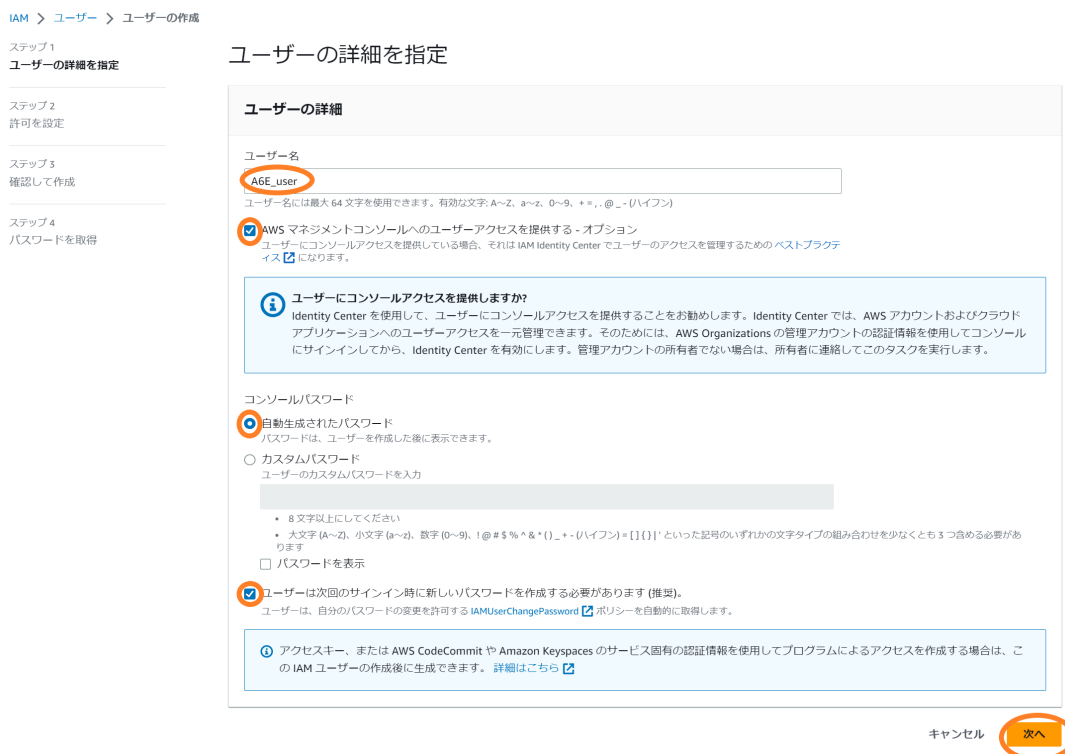 IAM > ユーザー > ユーザーの作成
ステップ 1
ユーザーの詳細を指定
ステップ 2
許可を設定
ステップ 3
確認して作成
ステップ 4
パスワードを取得
ユーザーの詳細を指定
ユーザーの詳細
ユーザー名
A6E_user
ユーザー名には最大 64 文字を使用できます。有効な文字: A～Z、a～z、0～9、+ = , . @ _ - (ハイフン)
AWS マネジメントコンソールへのユーザーアクセスを提供する - オプション
ユーザーにコンソールアクセスを提供している場合、それは IAM Identity Center でユーザーのアクセスを管理するための ベストプラクテ
ィス になります。
ユーザーにコンソールアクセスを提供しますか?
Identity Center を使用して、ユーザーにコンソールアクセスを提供することをお勧めします。Identity Center では、AWS アカウントおよびクラウド
アプリケーションへのユーザーアクセスを一元管理できます。そのためには、AWS Organizations の管理アカウントの認証情報を使用してコンソール
にサインインしてから、Identity Center を有効にします。管理アカウントの所有者でない場合は、所有者に連絡してこのタスクを実行します。
コンソールパスワード
自動生成されたパスワード
パスワードは、ユーザーを作成した後に表示できます。
カスタムパスワード
ユーザーのカスタムパスワードを入力
• 8 文字以上にしてください
• 大文字 (A～Z)、小文字 (a～z)、数字 (0～9)、! @ # $ % ^ & * ( ) _ + - (ハイフン) = [ ] { } | ' といった記号のいずれかの文字タイプの組み合わせを少なくとも 3 つ含める必要があ
ります
パスワードを表示
ユーザーは次回のサインイン時に新しいパスワードを作成する必要があります (推奨)。
ユーザーは、自分のパスワードの変更を許可する IAMUserChangePassword ポリシーを自動的に取得します。
アクセスキー、または AWS CodeCommit や Amazon Keyspaces のサービス固有の認証情報を使用してプログラムによるアクセスを作成する場合は、こ
の IAM ユーザーの作成後に生成できます。 詳細はこちら
キャンセル
次へ